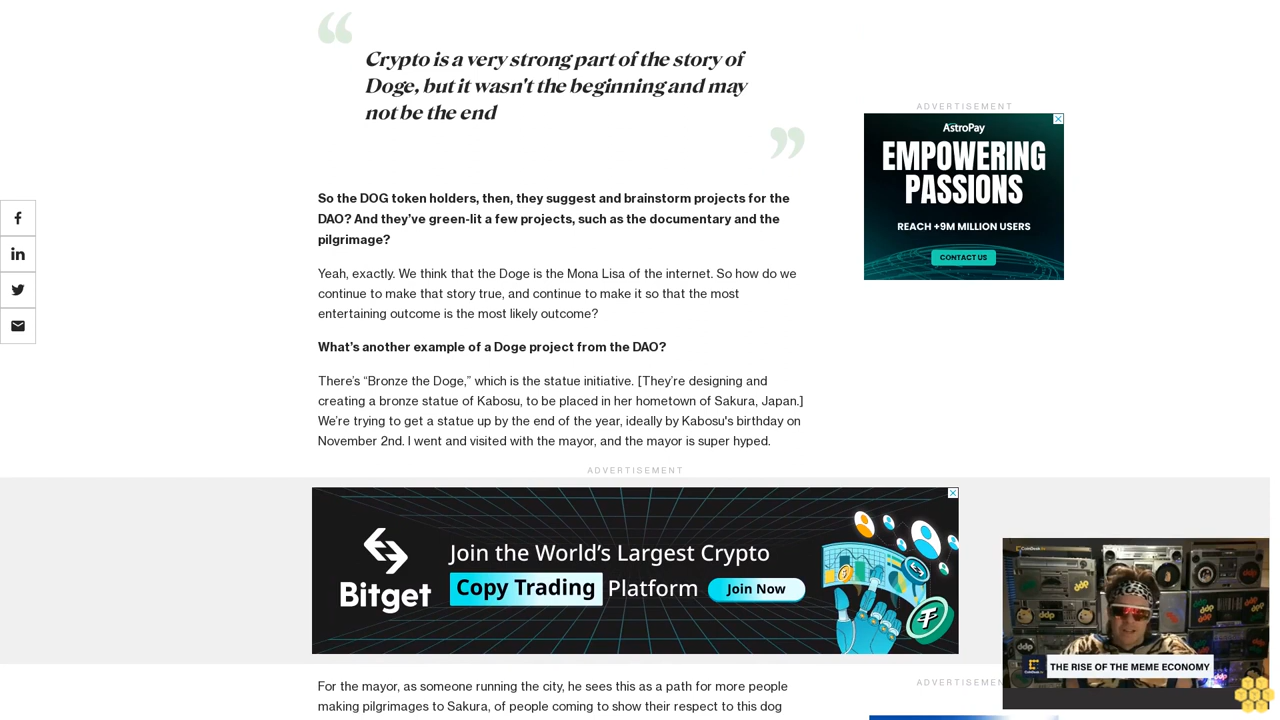 Crypto is a very strong part of the story of
Doge, but it wasn't the beginning and may
not be the end
ADVERTISEMENT
AstroPay
EMPOWERING
PASSIONS
REACH +9M MILLION USERS
CONTACT US
So the DOG token holders, then, they suggest and brainstorm projects for the
DAO? And they’ve green-lit a few projects, such as the documentary and the
pilgrimage?
Yeah, exactly. We think that the Doge is the Mona Lisa of the internet. So how do we
continue to make that story true, and continue to make it so that the most
entertaining outcome is the most likely outcome?
What’s another example of a Doge project from the DAO?
There’s “Bronze the Doge,” which is the statue initiative. [They’re designing and
creating a bronze statue of Kabosu, to be placed in her hometown of Sakura, Japan.]
We’re trying to get a statue up by the end of the year, ideally by Kabosu's birthday on
November 2nd. I went and visited with the mayor, and the mayor is super hyped.
ADVERTISEMENT
Bitget
Join the World’s Largest Crypto
Copy Trading Platform
Join Now
CoinDesk
ddp
ddp
ddp
ddp
THE RISE OF THE MEME ECONOMY
For the mayor, as someone running the city, he sees this as a path for more people
making pilgrimages to Sakura, of people coming to show their respect to this dog
ADVERTISEMEN